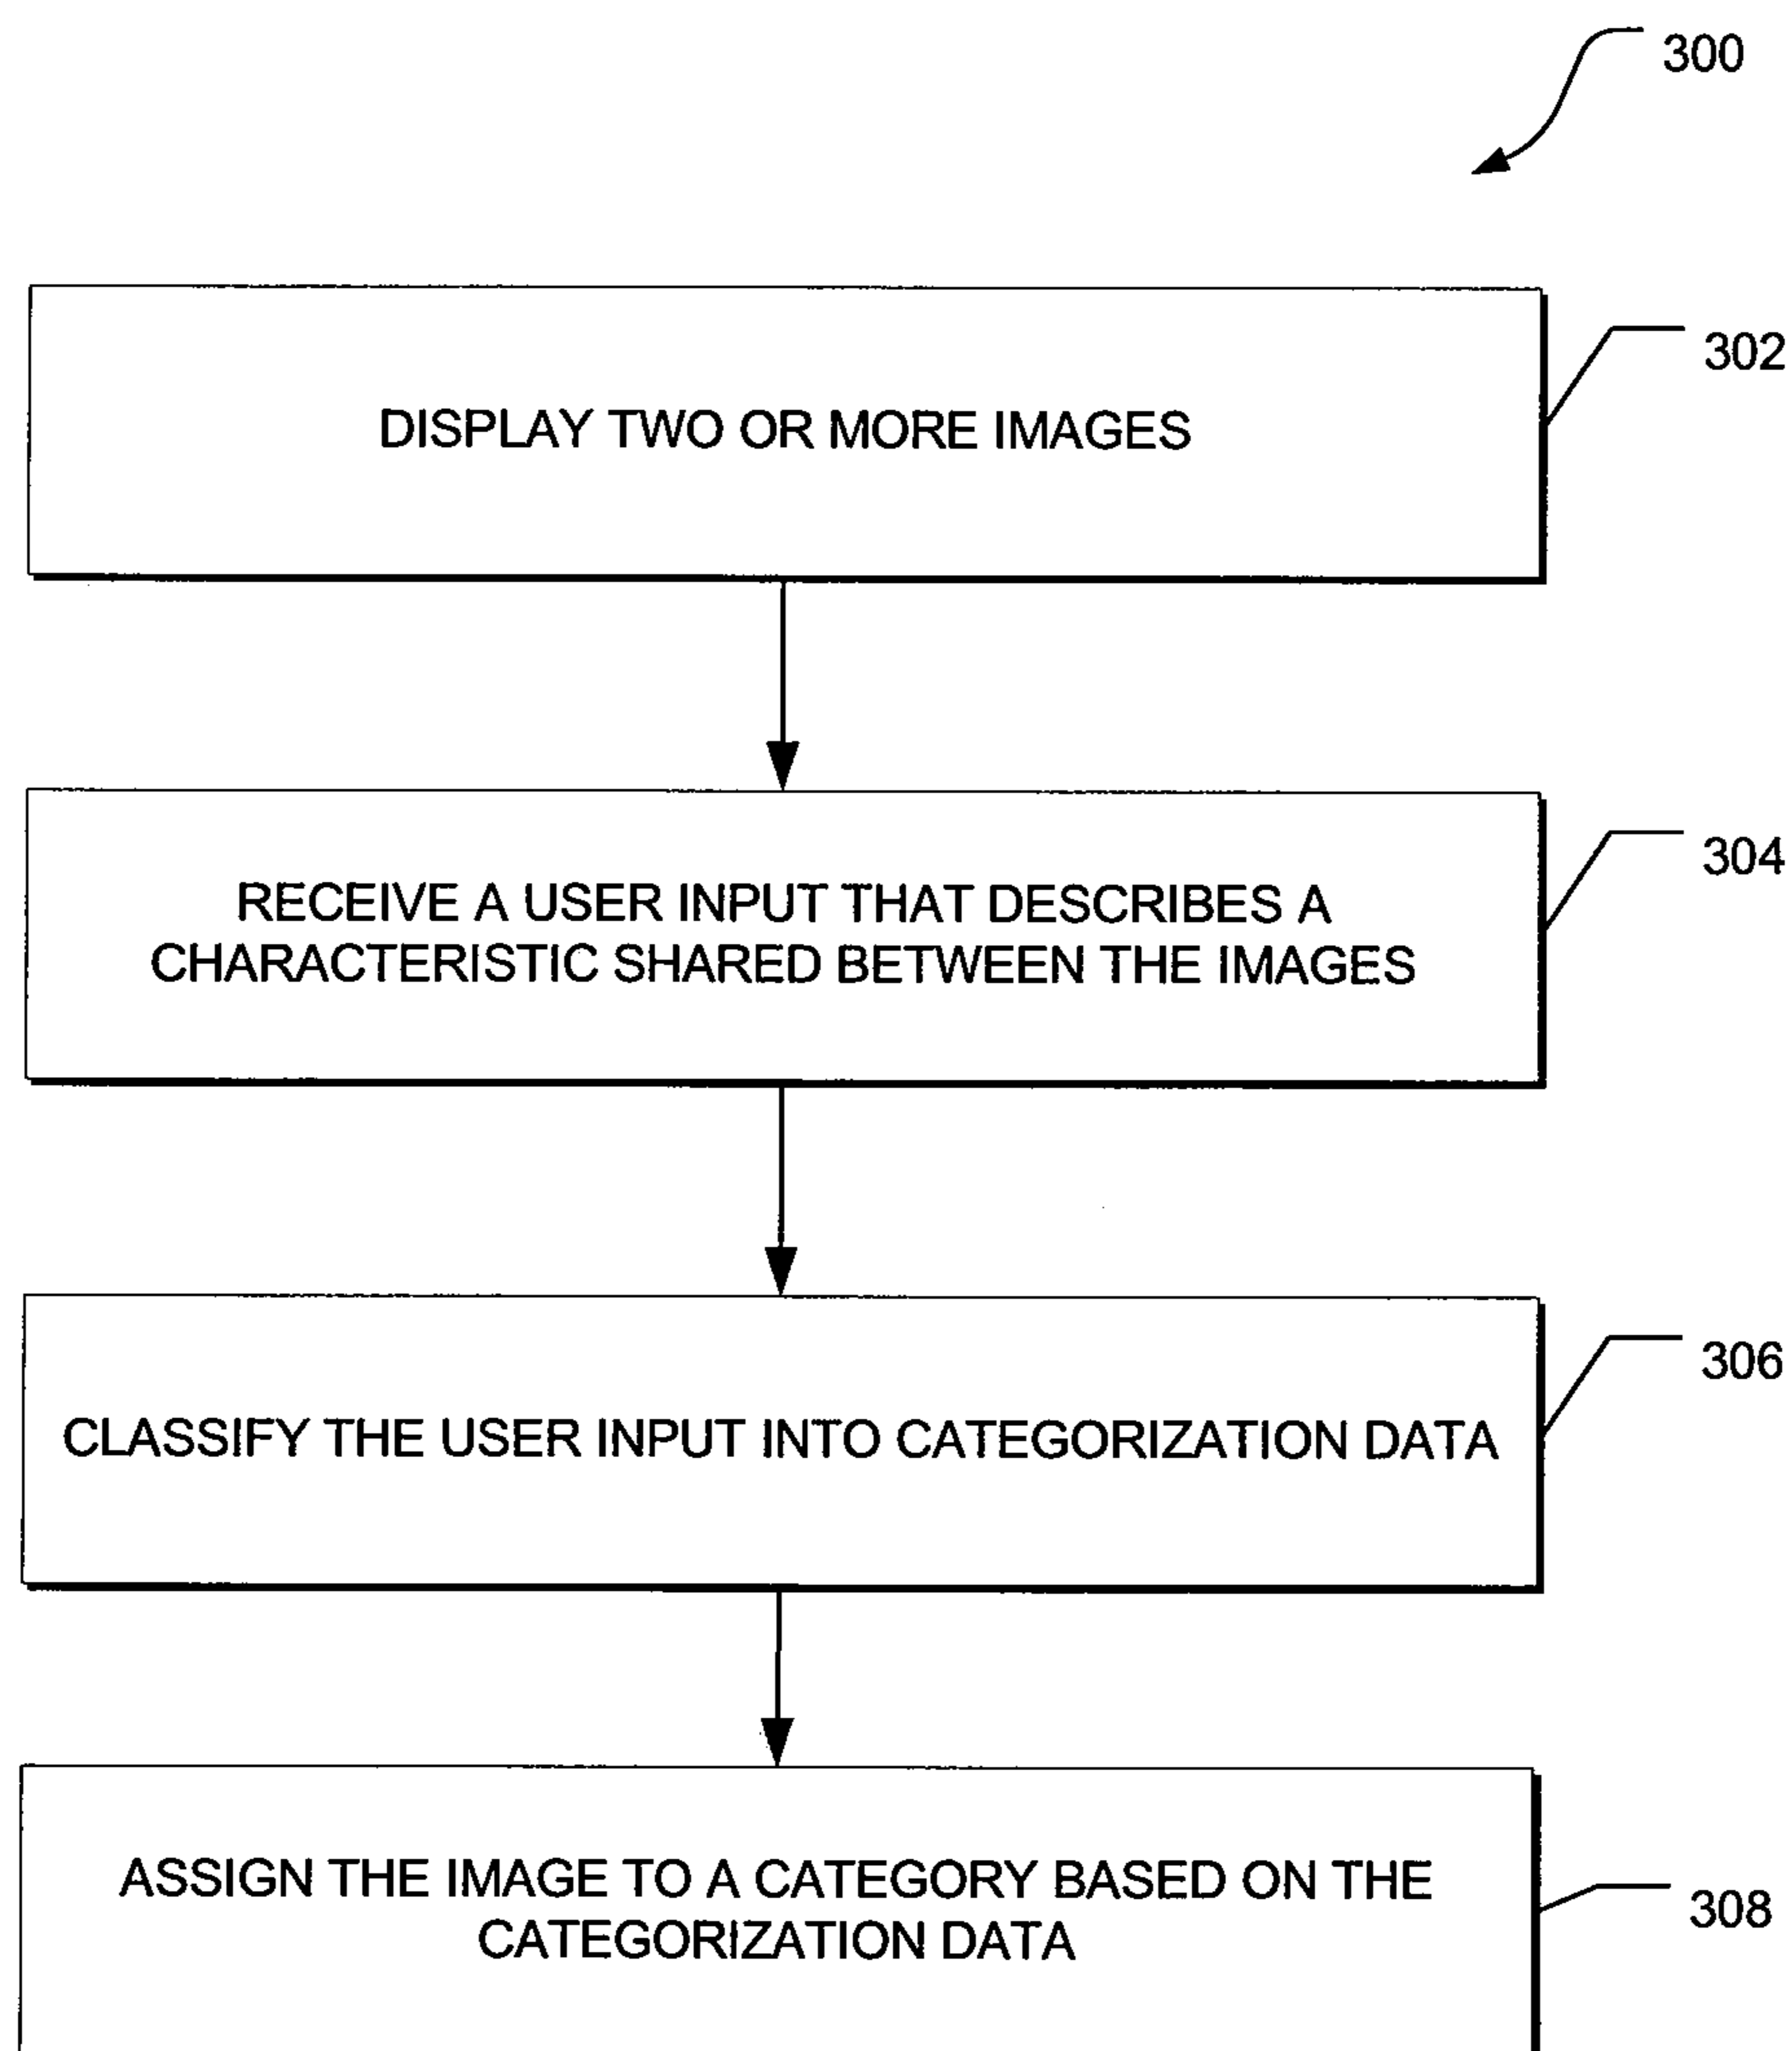 300
302
DISPLAY TWO OR MORE IMAGES
304
RECEIVE A USER INPUT THAT DESCRIBES A
CHARACTERISTIC SHARED BETWEEN THE IMAGES
306
CLASSIFY THE USER INPUT INTO CATEGORIZATION DATA
ASSIGN THE IMAGE TO A CATEGORY BASED ON THE
308
CATEGORIZATION DATA